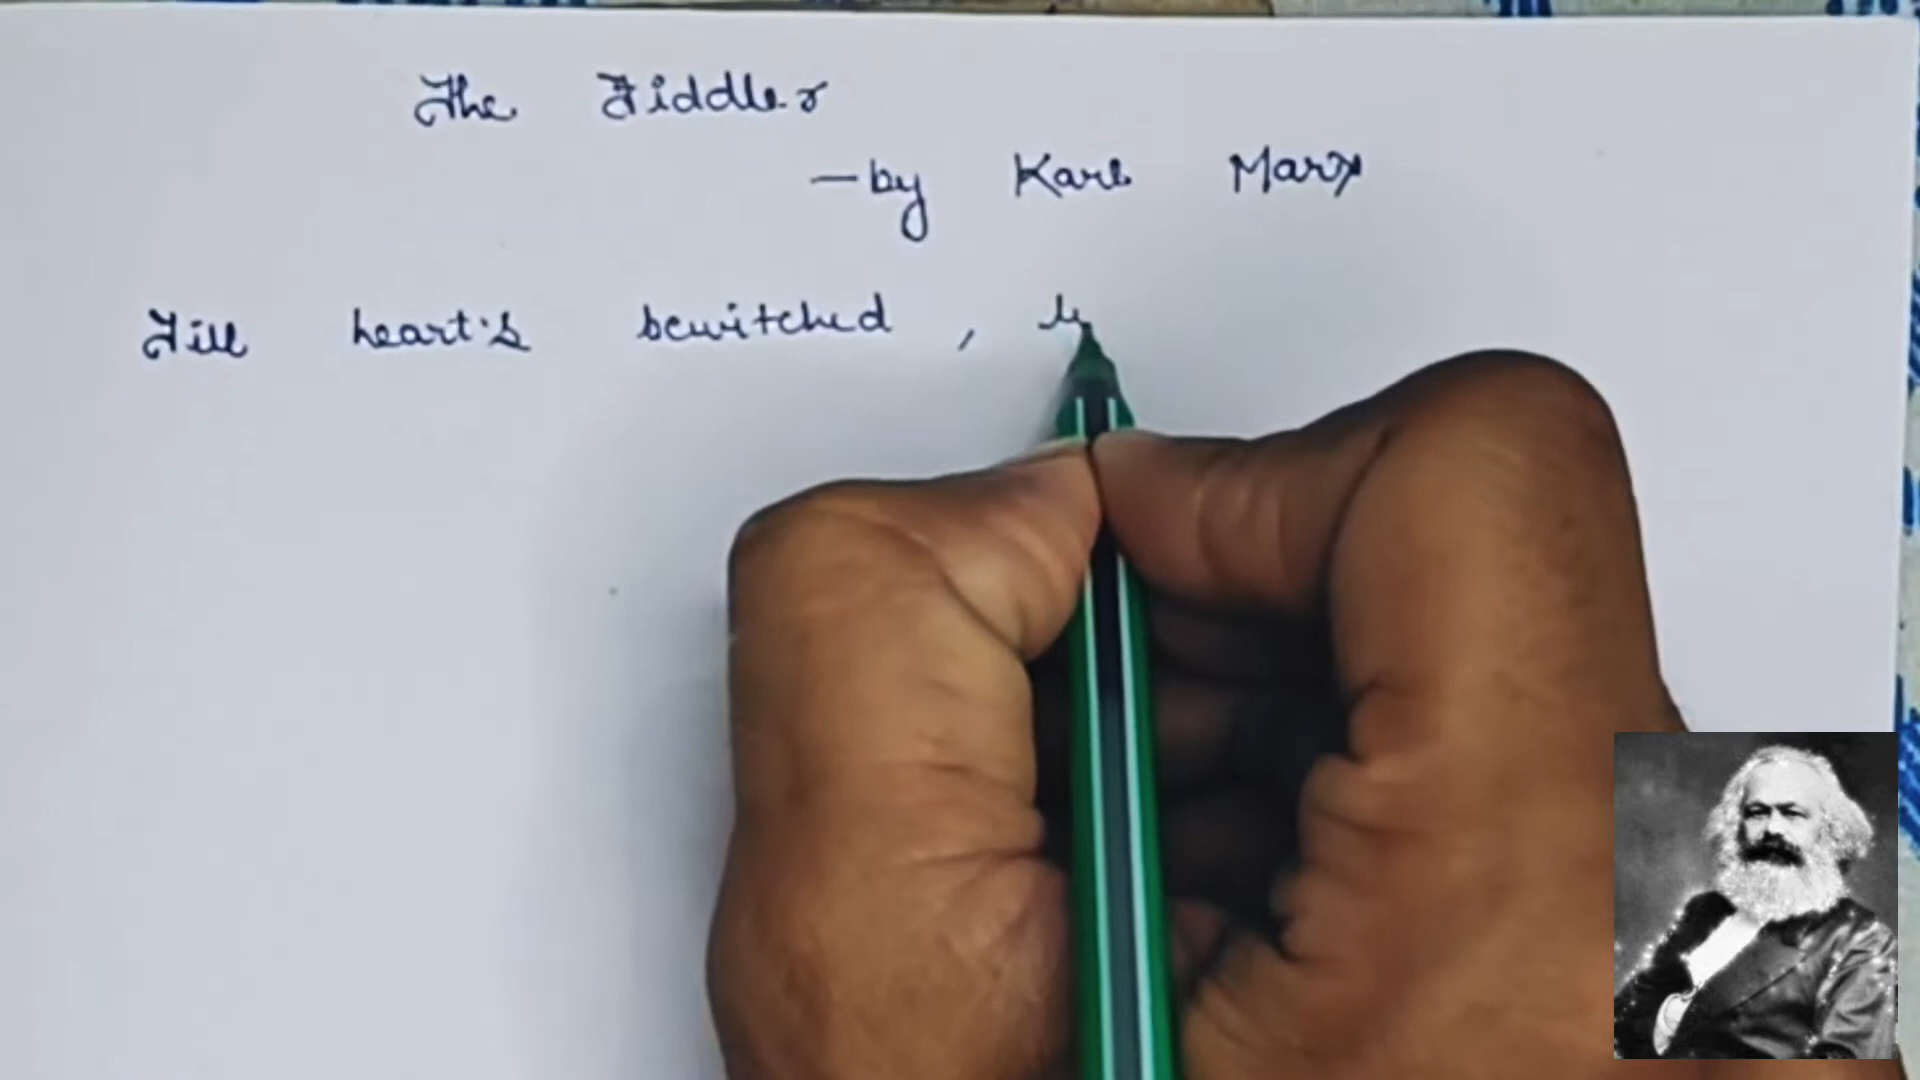 The Fiddler
- by Karl Marx
Till heart's bewitched,